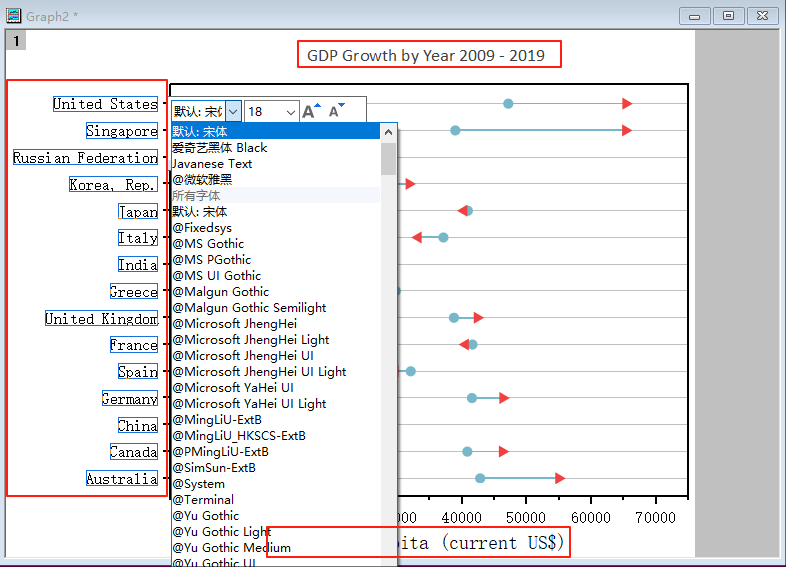 Graph2 *
1
GDP Growth by Year 2009 - 2019
United States
Singapore
Russian Federation
Korea, Rep.
Japan
Italy
India
Greece
United Kingdom
France
Spain
Germany
China
Canada
Australia
默认: 宋体
18
A A
默认: 宋体
爱奇艺黑体 Black
Javanese Text
@微软雅黑
所有字体
默认: 宋体
@Fixedsys
@MS Gothic
@MS PGothic
@MS UI Gothic
@Malgun Gothic
@Malgun Gothic Semilight
@Microsoft JhengHei
@Microsoft JhengHei Light
@Microsoft JhengHei UI
@Microsoft JhengHei UI Light
@Microsoft YaHei UI
@Microsoft YaHei UI Light
@MingLiU-ExtB
@MingLiU_HKSCS-ExtB
@PMingLiU-ExtB
@SimSun-ExtB
@System
@Terminal
@Yu Gothic
@Yu Gothic Light
@Yu Gothic Medium
@Yu Gothic UI
40000 50000 60000 70000
(current US$)